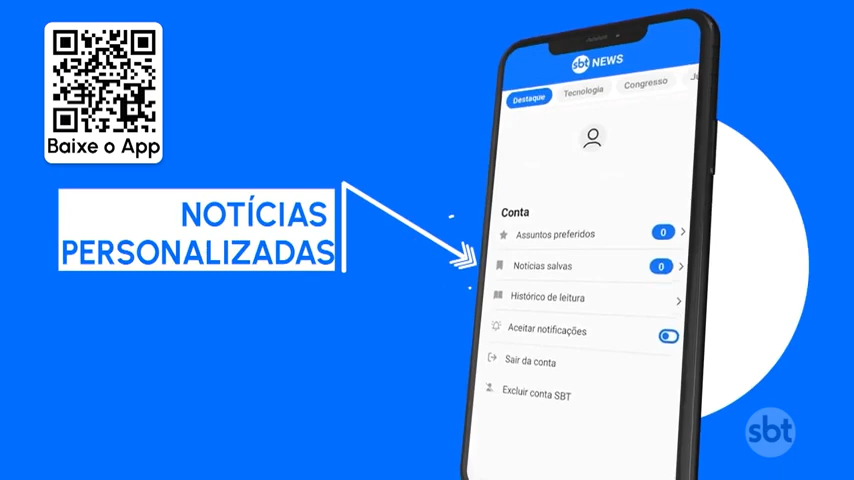 Baixe o App
NOTÍCIAS
PERSONALIZADAS
sbt NEWS
Destaque
Tecnologia
Congresso
Conta
Assuntos preferidos
0
Notícias salvas
0
Histórico de leitura
Aceitar notificações
Sair da conta
Excluir conta SBT
sbt